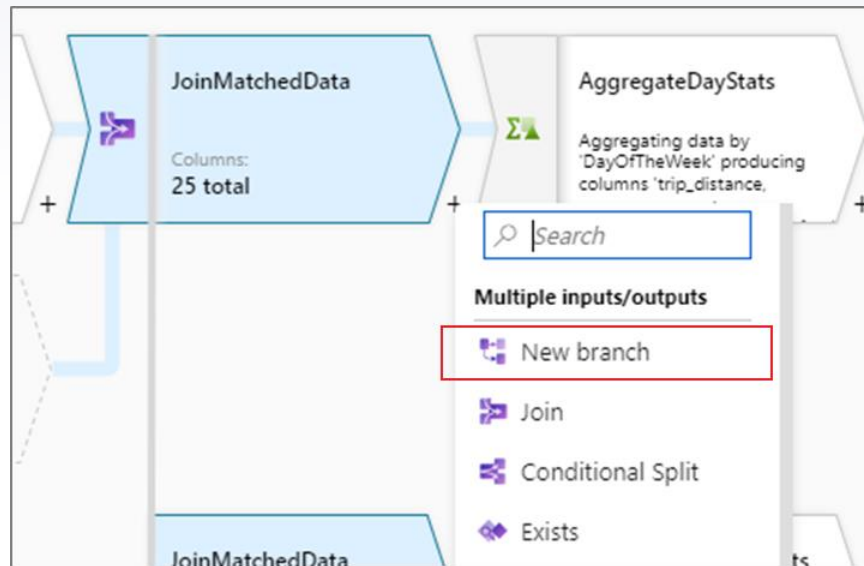 JoinMatchedData
Columns:
25 total
AggregateDayStats
Aggregating data by
'DayOfTheWeek' producing
columns 'trip_distance,
Search
Multiple inputs/outputs
New branch
Join
Conditional Split
Exists
JoinMatchedData
ts